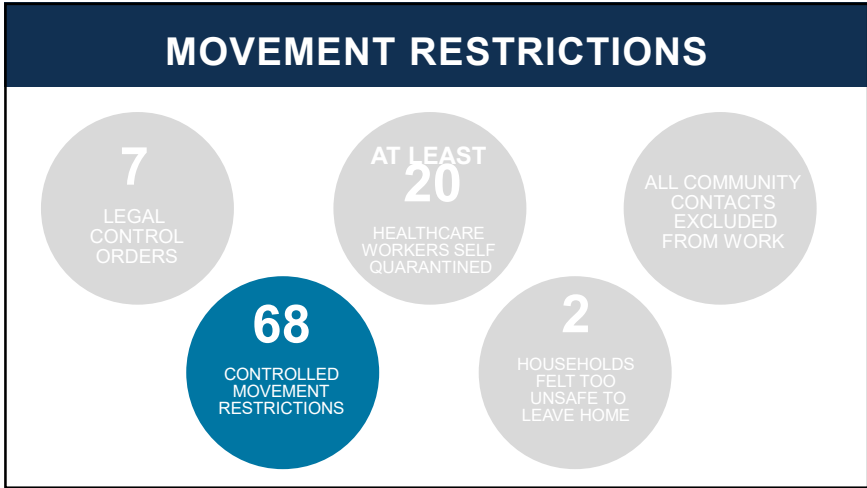 MOVEMENT RESTRICTIONS
7
LEGAL
CONTROL
ORDERS
AT LEAST
20
HEALTHCARE
WORKERS SELF
QUARANTINED
ALL COMMUNITY
CONTACTS
EXCLUDED
FROM WORK
68
CONTROLLED
MOVEMENT
RESTRICTIONS
2
HOUSEHOLDS
FELT TOO
UNSAFE TO
LEAVE HOME